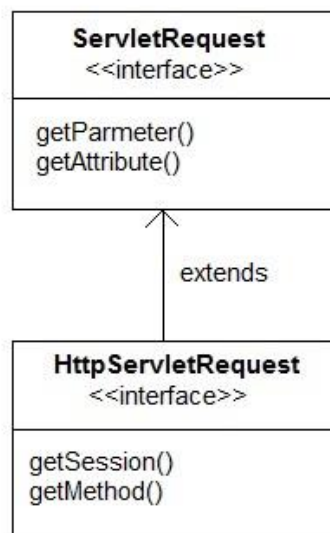 ServletRequest
<<interface>>
getParmeter()
getAttribute()
extends
HttpServletRequest
<<interface>>
getSession()
getMethod()